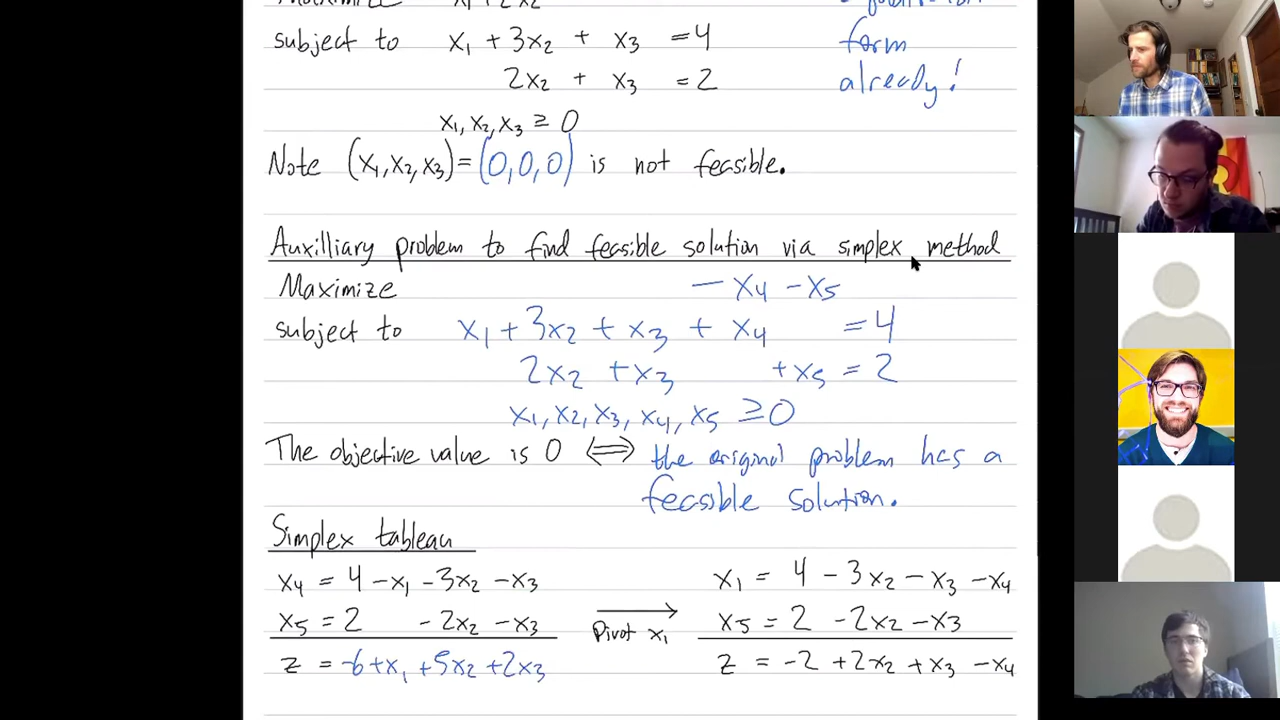 Maximize x₁ + 2x₂
subject to x₁ + 3x₂ + x₃ = 4 form
2x₂ + x₃ = 2 already!
x₁, x₂, x₃ ≥ 0
Note (x₁, x₂, x₃) = (0, 0, 0) is not feasible.
Auxilliary problem to find feasible solution via simplex method
Maximize − x₄ − x₅
subject to x₁ + 3x₂ + x₃ + x₄ = 4
2x₂ + x₃ + x₅ = 2
x₁, x₂, x₃, x₄, x₅ ≥ 0
The objective value is 0 ⟺ the original problem has a
feasible solution.
Simplex tableau
x₄ = 4 − x₁ − 3x₂ − x₃ x₁ = 4 − 3x₂ − x₃ − x₄
x₅ = 2 − 2x₂ − x₃ Pivot x₁ → x₅ = 2 − 2x₂ − x₃
z = −6 + x₁ + 5x₂ + 2x₃ z = −2 + 2x₂ + x₃ − x₄